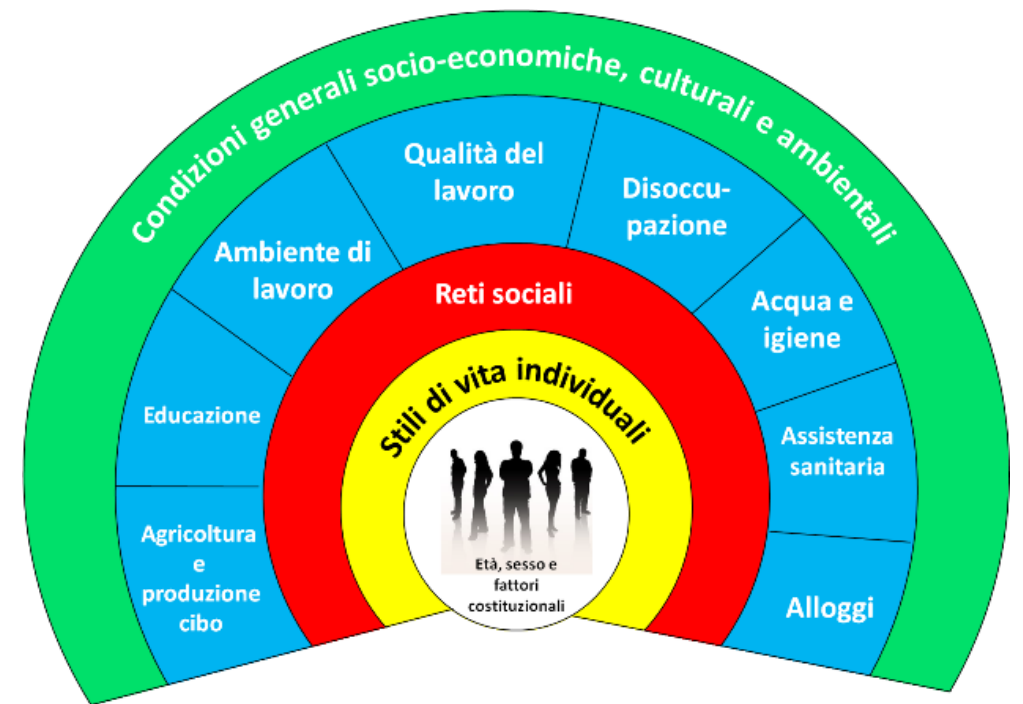 Condizioni generali socio-economiche, culturali e ambientali
Qualità del
lavoro
Disoccu-
pazione
Ambiente di
lavoro
Acqua e
igiene
Educazione
Assistenza
sanitaria
Agricoltura
e
produzione
cibo
Alloggi
Reti sociali
Stili di vita individuali
Età, sesso e
fattori
costituzionali